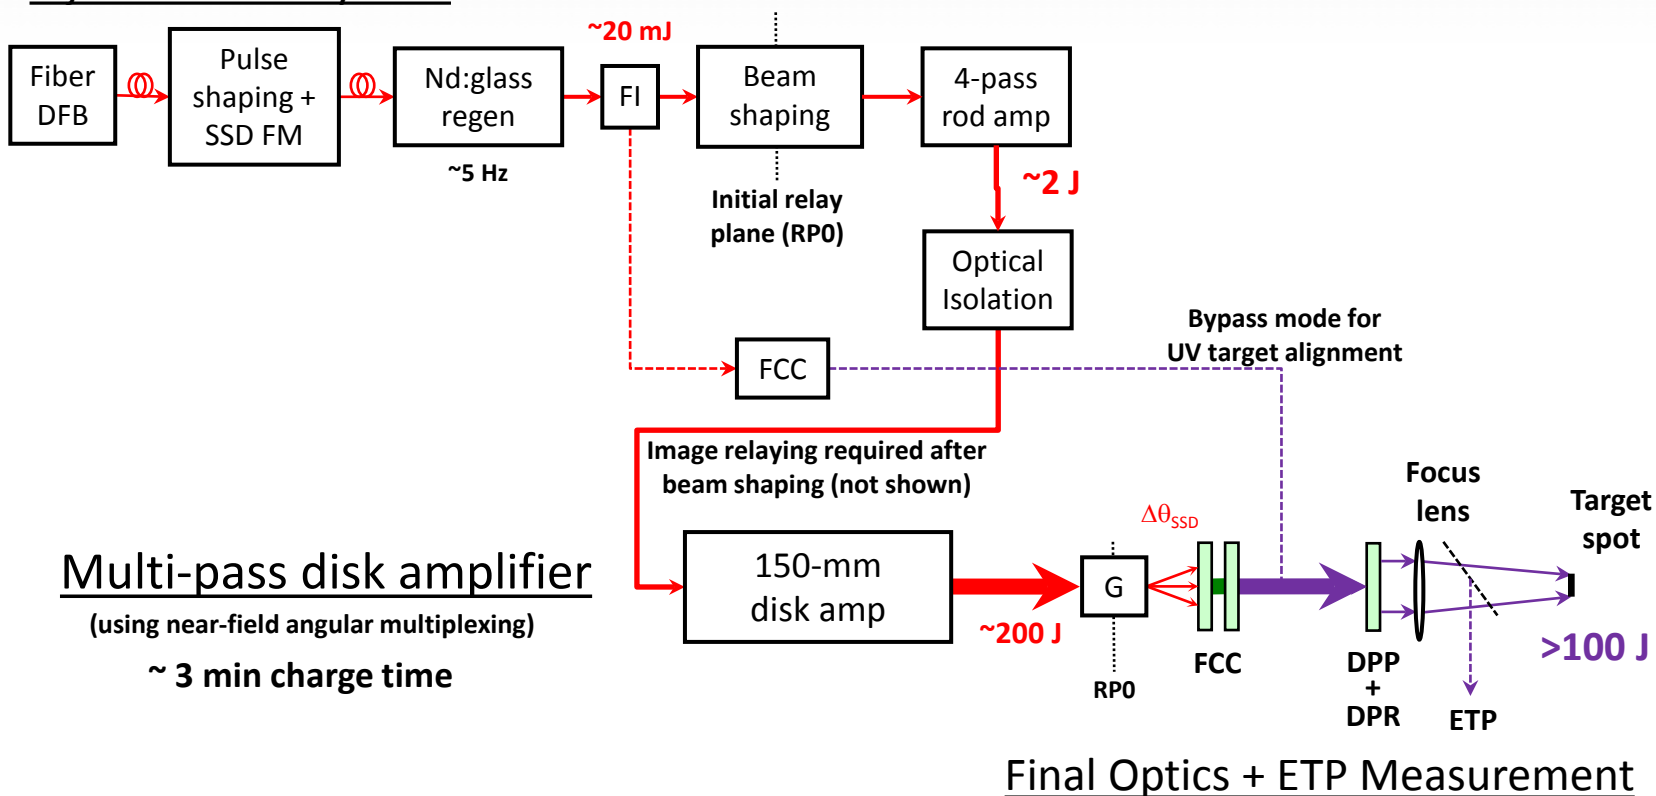 ~20 mJ
Fiber
DFB
Pulse
shaping +
SSD FM
Nd:glass
regen
FI
Beam
shaping
4-pass
rod amp
~5 Hz
Initial relay
plane (RP0)
~2 J
Optical
Isolation
Bypass mode for
UV target alignment
FCC
Image relaying required after
beam shaping (not shown)
Focus
lens
Target
spot
ΔθSSD
Multi-pass disk amplifier
(using near-field angular multiplexing)
~ 3 min charge time
150-mm
disk amp
~200 J
G
RP0
FCC
DPP
+
DPR
ETP
>100 J
Final Optics + ETP Measurement